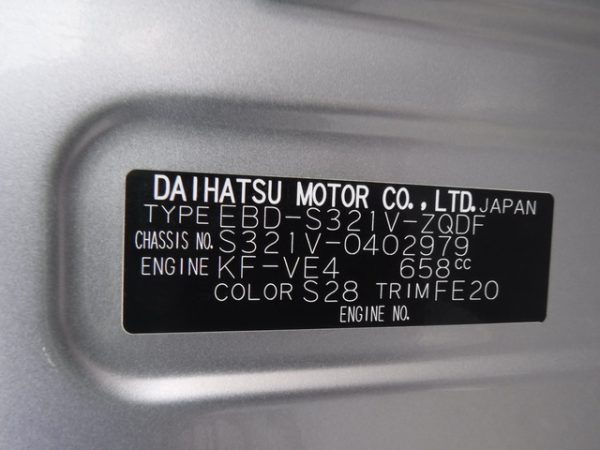 DAIHATSU MOTOR CO.,LTD. JAPAN
TYPE EBD-S321V-ZQDF
CHASSIS NO. S321V-0402979
ENGINE KF-VE4 658cc
COLOR S28 TRIM FE20
ENGINE NO.